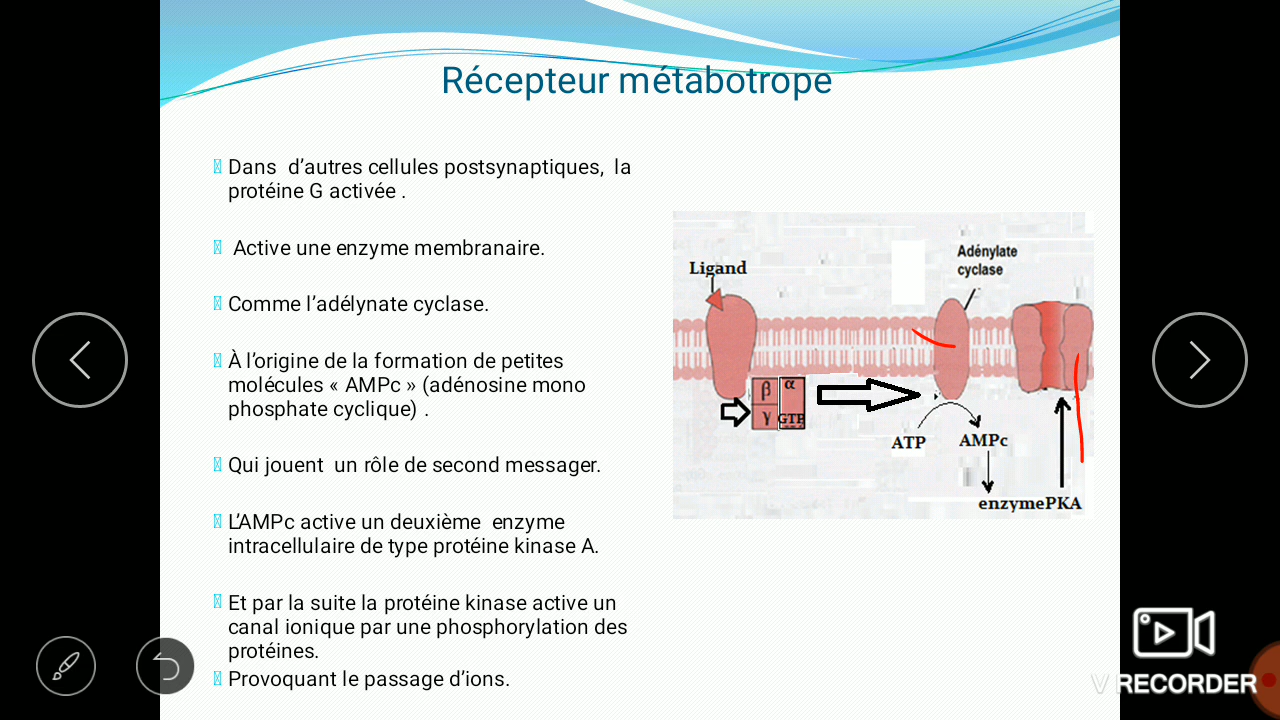 Récepteur métabotrope
Dans d’autres cellules postsynaptiques, la
protéine G activée .
Active une enzyme membranaire.
Comme l’adélynate cyclase.
À l’origine de la formation de petites
molécules « AMPc » (adénosine mono
phosphate cyclique) .
Qui jouent un rôle de second messager.
L’AMPc active un deuxième enzyme
intracellulaire de type protéine kinase A.
Et par la suite la protéine kinase active un
canal ionique par une phosphorylation des
protéines.
Provoquant le passage d’ions.
Ligand
Adénylate
cyclase
β α
γ GTP
ATP AMPc
enzymePKA
V RECORDER